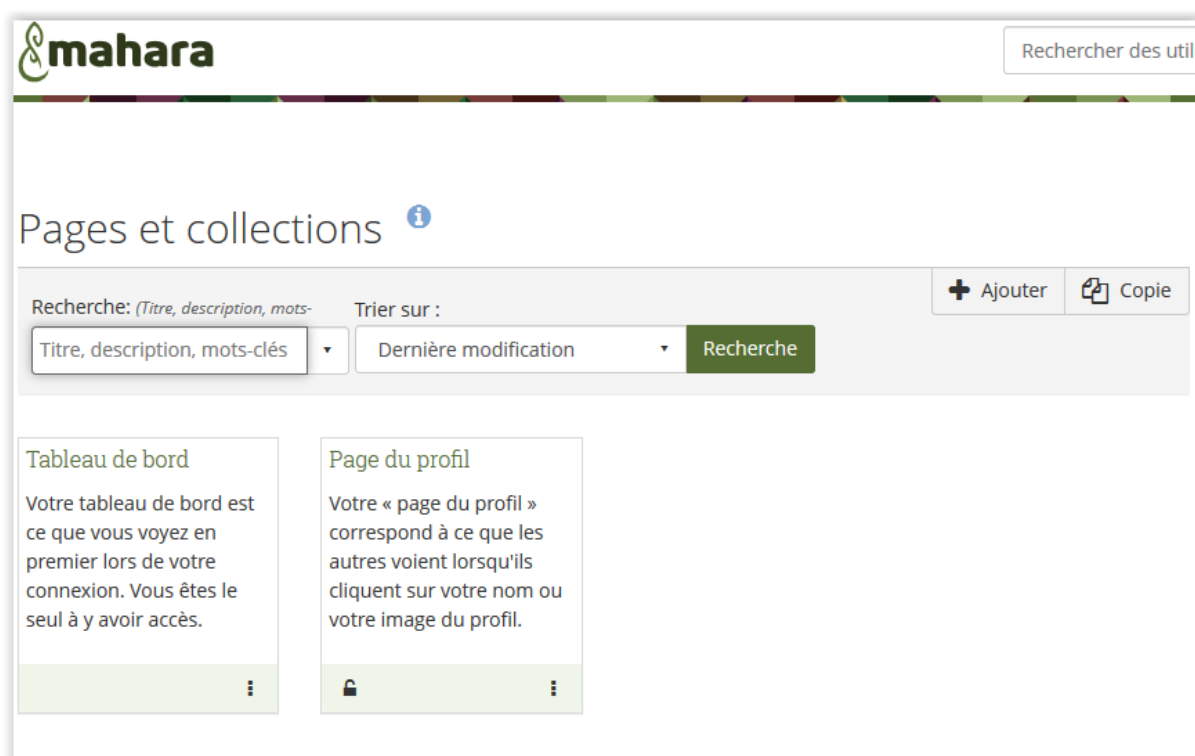 mahara
Rechercher des util
Pages et collections
Ajouter
Copie
Recherche: (Titre, description, mots-
Trier sur :
Titre, description, mots-clés
Dernière modification
Recherche
Tableau de bord
Votre tableau de bord est
ce que vous voyez en
premier lors de votre
connexion. Vous êtes le
seul à y avoir accès.
Page du profil
Votre « page du profil »
correspond à ce que les
autres voient lorsqu'ils
cliquent sur votre nom ou
votre image du profil.